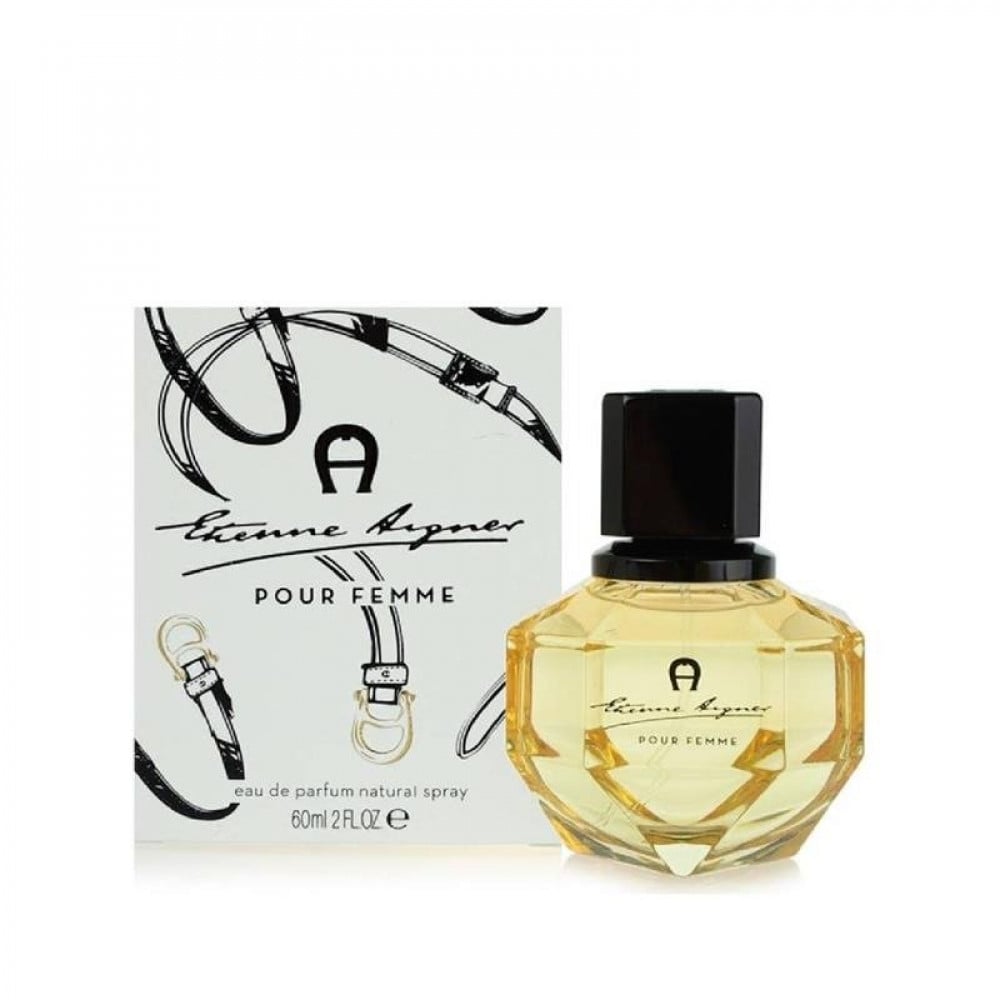 A
Etienne Aigner
POUR FEMME
eau de parfum natural spray
60ml 2 FL.OZ e
A
Etienne Aigner
POUR FEMME